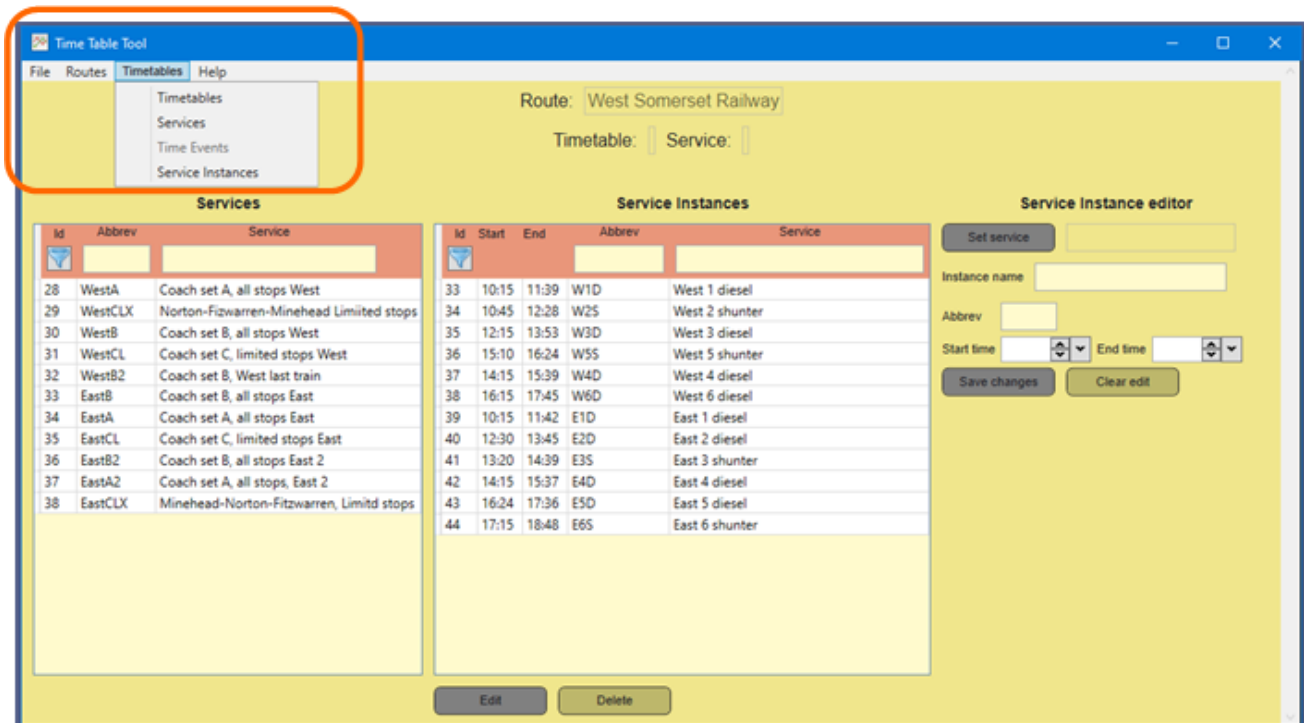 Time Table Tool
File Routes Timetables Help
Timetables
Services
Time Events
Service Instances
Route: West Somerset Railway
Timetable: Service:
Services
Id Abbrev Service
28 WestA Coach set A, all stops West
29 WestCLX Norton-Fizwarren-Minehead Limiited stops
30 WestB Coach set B, all stops West
31 WestCL Coach set C, limited stops West
32 WestB2 Coach set B, West last train
33 EastB Coach set B, all stops East
34 EastA Coach set A, all stops East
35 EastCL Coach set C, limited stops East
36 EastB2 Coach set B, all stops East 2
37 EastA2 Coach set A, all stops, East 2
38 EastCLX Minehead-Norton-Fitzwarren, Limitd stops
Service Instances
Id Start End Abbrev Service
33 10:15 11:39 W1D West 1 diesel
34 10:45 12:28 W2S West 2 shunter
35 12:15 13:53 W3D West 3 diesel
36 15:10 16:24 W5S West 5 shunter
37 14:15 15:39 W4D West 4 diesel
38 16:15 17:45 W6D West 6 diesel
39 10:15 11:42 E1D East 1 diesel
40 12:30 13:45 E2D East 2 diesel
41 13:20 14:39 E3S East 3 shunter
42 14:15 15:37 E4D East 4 diesel
43 16:24 17:36 E5D East 5 diesel
44 17:15 18:48 E6S East 6 shunter
Edit Delete
Service Instance editor
Set service
Instance name
Abbrev
Start time End time
Save changes Clear edit